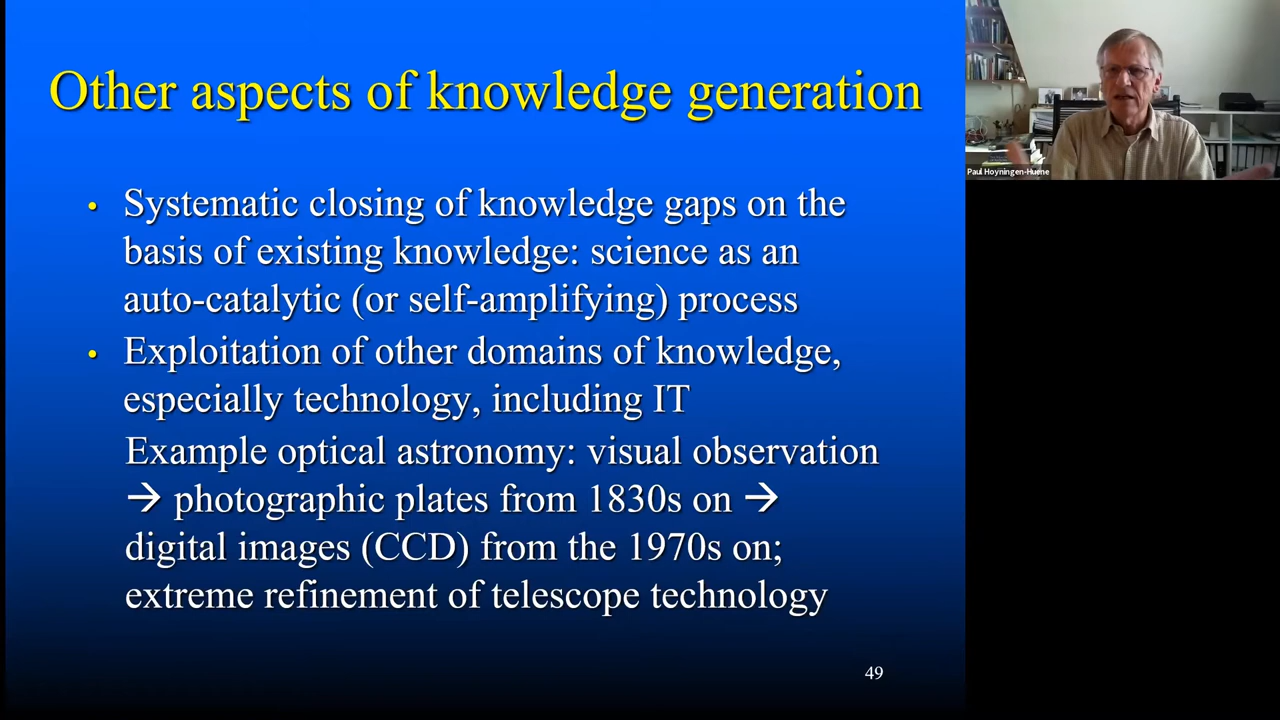 Other aspects of knowledge generation
• Systematic closing of knowledge gaps on the
basis of existing knowledge: science as an
auto-catalytic (or self-amplifying) process
• Exploitation of other domains of knowledge,
especially technology, including IT
Example optical astronomy: visual observation
→ photographic plates from 1830s on →
digital images (CCD) from the 1970s on;
extreme refinement of telescope technology
49
Paul Hoyningen-Huene